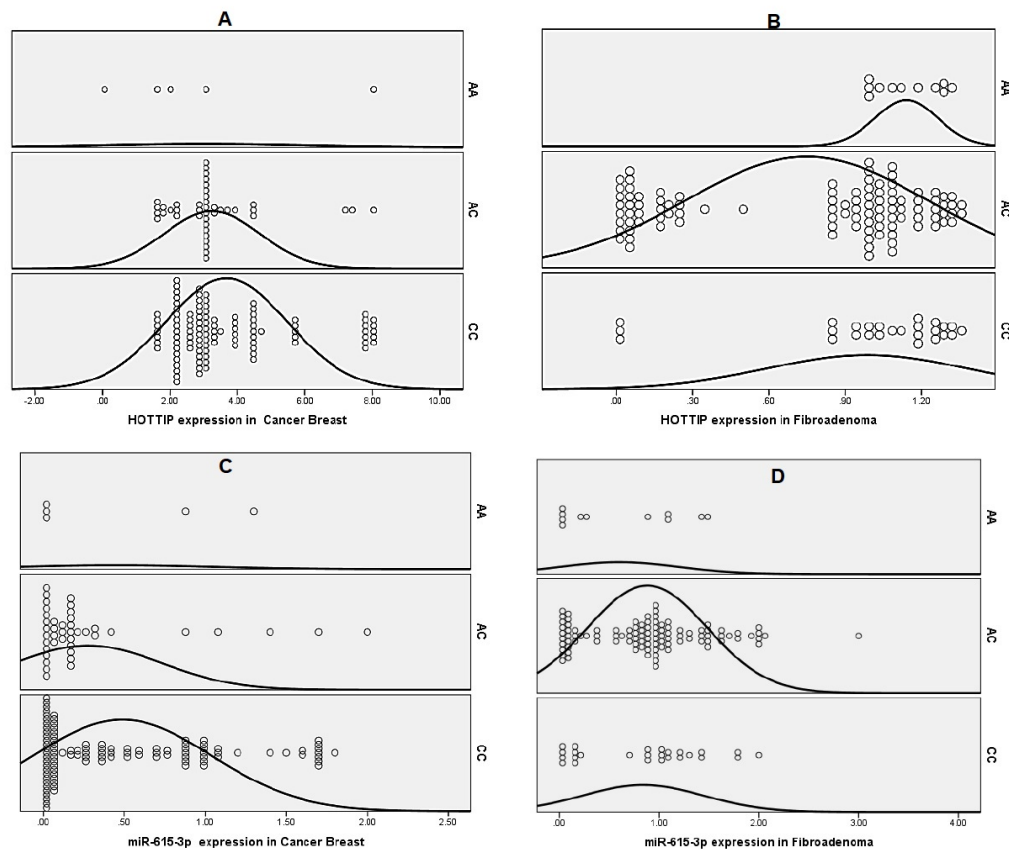 A
AA
AC
CC
-2.00 .00 2.00 4.00 6.00 8.00 10.00
HOTTIP expression in Cancer Breast
B
AA
AC
CC
.00 .30 .60 .90 1.20
HOTTIP expression in Fibroadenoma
C
AA
AC
CC
.00 .50 1.00 1.50 2.00 2.50
miR-615-3p expression in Cancer Breast
D
AA
AC
CC
.00 1.00 2.00 3.00 4.00
miR-615-3p expression in Fibroadenoma